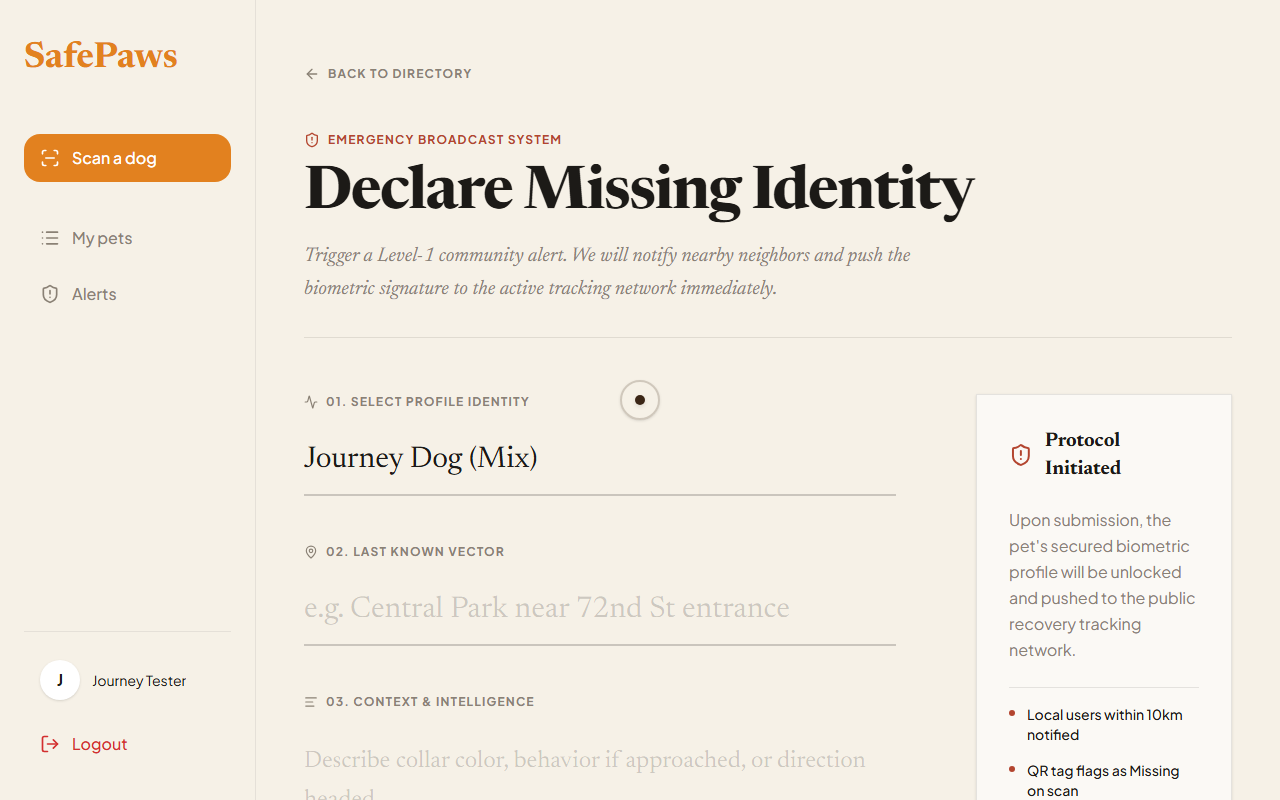 SafePaws
Scan a dog
My pets
Alerts
J
Journey Tester
Logout
BACK TO DIRECTORY
EMERGENCY BROADCAST SYSTEM
Declare Missing Identity
Trigger a Level-1 community alert. We will notify nearby neighbors and push the
biometric signature to the active tracking network immediately.
01. SELECT PROFILE IDENTITY
Journey Dog (Mix)
02. LAST KNOWN VECTOR
e.g. Central Park near 72nd St entrance
03. CONTEXT & INTELLIGENCE
Describe collar color, behavior if approached, or direction
headed
Protocol
Initiated
Upon submission, the
pet's secured biometric
profile will be unlocked
and pushed to the public
recovery tracking
network.
Local users within 10km
notified
QR tag flags as Missing
on scan